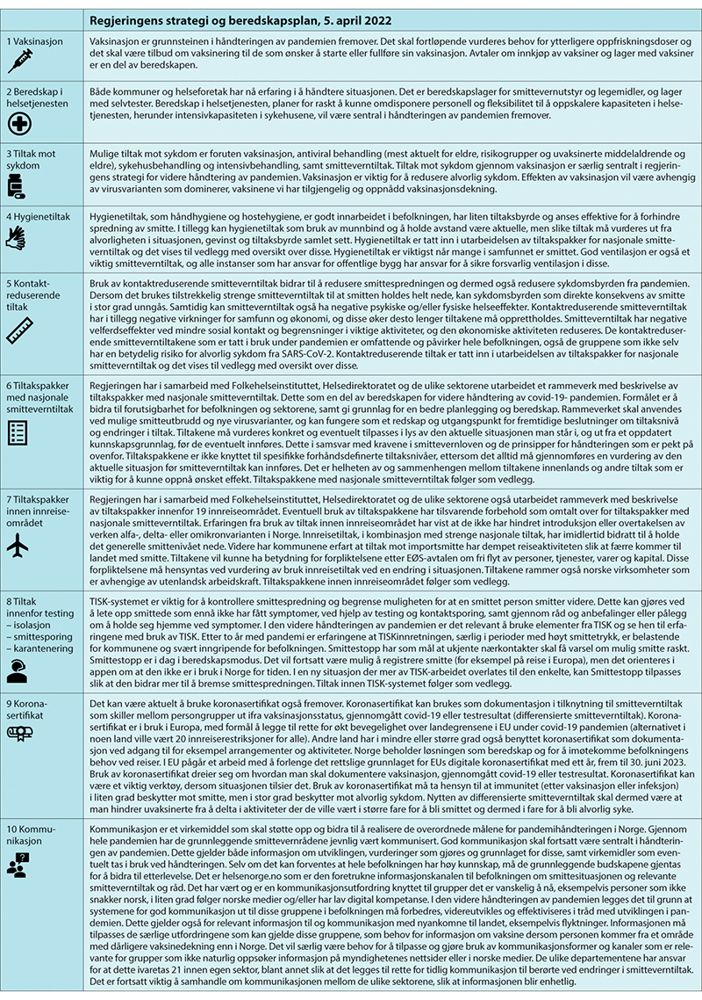 Regjeringens strategi og beredskapsplan, 5. april 2022
1 Vaksinasjon
Vaksinasjon er grunnsteinen i håndteringen av pandemien fremover. Det skal fortløpende vurderes behov for ytterligere oppfriskningsdoser og
det skal være tilbud om vaksinering til de som ønsker å starte eller fullføre sin vaksinasjon. Avtaler om innkjøp av vaksiner og lager med vaksiner
er en del av beredskapen.
2 Beredskap i
helsetjenesten
Både kommuner og helseforetak har nå erfaring i å håndtere situasjonen. Det er beredskapslager for smittevernutstyr og legemidler, og lager
med selvtester. Beredskap i helsetjenesten, planer for raskt å kunne omdisponere personell og fleksibilitet til å oppskalere kapasiteten i helse-
tjenesten, herunder intensivkapasiteten i sykehusene, vil være sentral i håndteringen av pandemien fremover.
3 Tiltak mot
sykdom
Mulige tiltak mot sykdom er foruten vaksinasjon, antiviral behandling (mest aktuelt for eldre, risikogrupper og uvaksinerte middelaldrende og
eldre), sykehusbehandling og intensivbehandling, samt smitteverntiltak. Tiltak mot sykdom gjennom vaksinasjon er særlig sentralt i regjerin-
gens strategi for videre håndtering av pandemien. Vaksinasjon er viktig for å redusere alvorlig sykdom. Effekten av vaksinasjon vil være avhengig
av virusvarianten som dominerer, vaksinene vi har tilgjengelig og oppnådd vaksinasjonsdekning.
4 Hygienetiltak
Hygienetiltak, som håndhygiene og hostehygiene, er godt innarbeidet i befolkningen, har liten tiltaksbyrde og anses effektive for å forhindre
spredning av smitte. I tillegg kan hygienetiltak som bruk av munnbind og å holde avstand være aktuelle, men slike tiltak må vurderes ut fra
alvorligheten i situasjonen, gevinst og tiltaksbyrde samlet sett. Hygienetiltak er tatt inn i utarbeidelsen av tiltakspakker for nasjonale smitte-
verntiltak og det vises til vedlegg med oversikt over disse. Hygienetiltak er viktigst når mange i samfunnet er smittet. God ventilasjon er også et
viktig smitteverntiltak, og alle instanser som har ansvar for offentlige bygg har ansvar for å sikre forsvarlig ventilasjon i disse.
5 Kontakt-
reduserende
tiltak
Bruk av kontaktreduserende smitteverntiltak bidrar til å redusere smittespredningen og dermed også redusere sykdomsbyrden fra pandemien.
Dersom det brukes tilstrekkelig strenge smitteverntiltak til at smitten holdes helt nede, kan sykdomsbyrden som direkte konsekvens av smitte
i stor grad unngås. Samtidig kan smitteverntiltak også ha negative psykiske og/eller fysiske helseeffekter. Kontaktreduserende smitteverntiltak
har i tillegg negative virkninger for samfunn og økonomi, og disse øker desto lenger tiltakene må opprettholdes. Smitteverntiltak har negative
velferdseffekter ved mindre sosial kontakt og begrensninger i viktige aktiviteter, og den økonomiske aktiviteten reduseres. De kontaktreduser-
ende smitteverntiltakene som er tatt i bruk under pandemien er omfattende og påvirker hele befolkningen, også de gruppene som ikke selv
har en betydelig risiko for alvorlig sykdom fra SARS-CoV-2. Kontaktreduserende tiltak er tatt inn i utarbeidelsen av tiltakspakker for nasjonale
smitteverntiltak og det vises til vedlegg med oversikt over disse.
6 Tiltakspakker
med nasjonale
smitteverntiltak
Regjeringen har i samarbeid med Folkehelseinstituttet, Helsedirektoratet og de ulike sektorene utarbeidet et rammeverk med beskrivelse av
tiltakspakker med nasjonale smitteverntiltak. Dette som en del av beredskapen for videre håndtering av covid-19- pandemien. Formålet er å
bidra til forutsigbarhet for befolkningen og sektorene, samt gi grunnlag for en bedre planlegging og beredskap. Rammeverket skal anvendes
ved mulige smitteutbrudd og nye virusvarianter, og kan fungere som et redskap og utgangspunkt for fremtidige beslutninger om tiltaksnivå
og endringer i tiltak. Tiltakene må vurderes konkret og eventuelt tilpasses i lys av den aktuelle situasjonen man står i, og ut fra et oppdatert
kunnskapsgrunnlag, før de eventuelt innføres. Dette i samsvar med kravene i smittevernloven og de prinsipper for håndteringen som er pekt på
ovenfor. Tiltakspakkene er ikke knyttet til spesifikke forhåndsdefinerte tiltaksnivåer, ettersom det alltid må gjennomføres en vurdering av den
aktuelle situasjon før smitteverntiltak kan innføres. Det er helheten av og sammenhengen mellom tiltakene innenlands og andre tiltak som er
viktig for å kunne oppnå ønsket effekt. Tiltakspakkene med nasjonale smitteverntiltak følger som vedlegg.
7 Tiltakspakker
innen innreise-
området
Regjeringen har i samarbeid med Folkehelseinstituttet, Helsedirektoratet og de ulike sektorene også utarbeidet rammeverk med beskrivelse
av tiltakspakker innenfor 19 innreiseområdet. Eventuell bruk av tiltakspakkene har tilsvarende forbehold som omtalt over for tiltakspakker med
nasjonale smitteverntiltak. Erfaringen fra bruk av tiltak innen innreiseområdet har vist at de ikke har hindret introduksjon eller overtakelsen av
verken alfa-, delta- eller omikronvarianten i Norge. Innreisetiltak, i kombinasjon med strenge nasjonale tiltak, har imidlertid bidratt til å holde
det generelle smittenivået nede. Videre har kommunene erfart at tiltak mot importsmitte har dempet reiseaktiviteten slik at færre kommer til
landet med smitte. Tiltakene vil kunne ha betydning for forpliktelsene etter EØS-avtalen om fri flyt av personer, tjenester, varer og kapital. Disse
forpliktelsene må hensyntas ved vurdering av bruk innreisetiltak ved en endring i situasjonen. Tiltakene rammer også norske virksomheter som
er avhengige av utenlandsk arbeidskraft. Tiltakspakkene innen innreiseområdet følger som vedlegg.
8 Tiltak
innenfor testing
– isolasjon
– smittesporing
– karantenering
TISK-systemet er viktig for å kontrollere smittespredning og begrense muligheten for at en smittet person smitter videre. Dette kan gjøres ved
å lete opp smittede som ennå ikke har fått symptomer, ved hjelp av testing og kontaktsporing, samt gjennom råd og anbefalinger eller pålegg
om å holde seg hjemme ved symptomer. I den videre håndteringen av pandemien er det relevant å bruke elementer fra TISK og se hen til erfa-
ringene med bruk av TISK. Etter to år med pandemi er erfaringene at TISKinnretningen, særlig i perioder med høyt smittetrykk, er belastende
for kommunene og svært inngripende for befolkningen. Smittestopp har som mål at ukjente nærkontakter skal få varsel om mulig smitte raskt.
Smittestopp er i dag i beredskapsmodus. Det vil fortsatt være mulig å registrere smitte (for eksempel på reise i Europa), men det orienteres i
appen om at den ikke er i bruk i Norge for tiden. I en ny situasjon der mer av TISK-arbeidet overlates til den enkelte, kan Smittestopp tilpasses
slik at den bidrar mer til å bremse smittespredningen. Tiltak innen TISK-systemet følger som vedlegg.
9 Korona-
sertifikat
Det kan være aktuelt å bruke koronasertifikat også fremover. Koronasertifikat kan brukes som dokumentasjon i tilknytning til smitteverntiltak
som skiller mellom persongrupper ut ifra vaksinasjonsstatus, gjennomgått covid-19 eller testresultat (differensierte smitteverntiltak). Korona-
sertifikat er i bruk i Europa, med formål å legge til rette for økt bevegelighet over landegrensene i EU under covid-19 pandemien (alternativet i
noen land ville vært 20 innreiserestriksjoner for alle). Andre land har i mindre eller større grad også benyttet koronasertifikat som dokumenta-
sjon ved adgang til for eksempel arrangementer og aktiviteter. Norge beholder løsningen som beredskap og for å imøtekomme befolkningens
behov ved reiser. I EU pågår et arbeid med å forlenge det rettslige grunnlaget for EUs digitale koronasertifikat med ett år, frem til 30. juni 2023.
Bruk av koronasertifikat dreier seg om hvordan man skal dokumentere vaksinasjon, gjennomgått covid-19 eller testresultat. Koronasertifikat kan
være et viktig verktøy, dersom situasjonen tilsier det. Bruk av koronasertifikat må ta hensyn til at immunitet (etter vaksinasjon eller infeksjon)
i liten grad beskytter mot smitte, men i stor grad beskytter mot alvorlig sykdom. Nytten av differensierte smitteverntiltak skal dermed være at
man hindrer uvaksinerte fra å delta i aktiviteter der de ville vært i større fare for å bli smittet og dermed i fare for å bli alvorlig syke.
10 Kommu-
nikasjon
Kommunikasjon er et virkemiddel som skal støtte opp og bidra til å realisere de overordnede målene for pandemihåndteringen i Norge. Gjennom
hele pandemien har de grunnleggende smittevernrådene jevnlig vært kommunisert. God kommunikasjon skal fortsatt være sentralt i håndterin-
gen av pandemien. Dette gjelder både informasjon om utviklingen, vurderinger som gjøres og grunnlaget for disse, samt virkemidler som even-
tuelt tas i bruk ved håndteringen. Selv om det kan forventes at hele befolkningen har høy kunnskap, må de grunnleggende budskapene gjentas
for å bidra til etterlevelse. Det er helsenorge.no som er den foretrukne informasjonskanalen til befolkningen om smittesituasjonen og relevante
smitteverntiltak og råd. Det har vært og er en kommunikasjonsutfordring knyttet til grupper det er vanskelig å nå, eksempelvis personer som ikke
snakker norsk, i liten grad følger norske medier og/eller har lav digital kompetanse. I den videre håndteringen av pandemien legges det til grunn at
systemene for god kommunikasjon ut til disse gruppene i befolkningen må forbedres, videreutvikles og effektiviseres i tråd med utviklingen i pan-
demien. Dette gjelder også for relevant informasjon til og kommunikasjon med nyankomne til landet, eksempelvis flyktninger. Informasjonen må
tilpasses de særlige utfordringene som kan gjelde disse gruppene, som behov for informasjon om vaksine dersom personen kommer fra et område
med dårligere vaksinedekning enn i Norge. Det vil særlig være behov for å tilpasse og gjøre bruk av kommunikasjonsformer og kanaler som er rele-
vante for grupper som ikke naturlig oppsøker informasjon på myndighetenes nettsider eller i norske medier. De ulike departementene har ansvar
for at dette ivaretas 21 innen egen sektor, blant annet slik at det legges til rette for tidlig kommunikasjon til berørte ved endringer i smitteverntiltak.
Det er fortsatt viktig å samhandle om kommunikasjonen mellom de ulike sektorene, slik at informasjonen blir enhetlig.